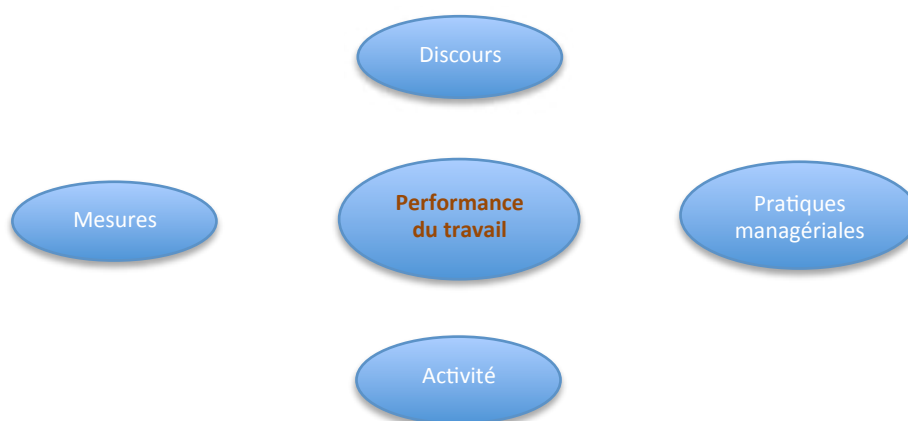 Discours
Mesures
Performance
du travail
Pratiques
managériales
Activité